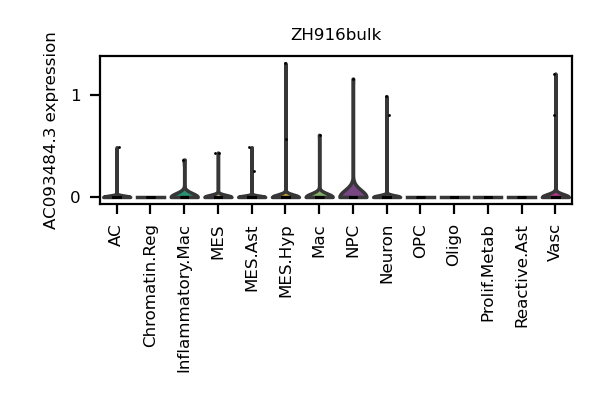 ZH916bulk
AC093484.3 expression
1
0
AC
Chromatin.Reg
Inflammatory.Mac
MES
MES.Ast
MES.Hyp
Mac
NPC
Neuron
OPC
Oligo
Prolif.Metab
Reactive.Ast
Vasc